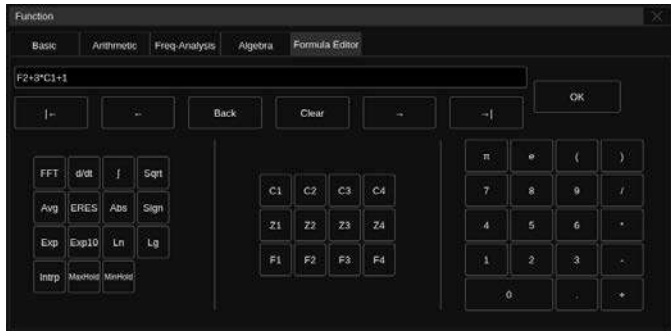 Function
Basic Arithmetic Freq-Analysis Algebra Formula Editor
F2+3*C1+1
OK
|← ← Back Clear → →|
π e ( )
FFT d/dt ∫ Sqrt
C1 C2 C3 C4
7 8 9 /
Avg ERES Abs Sign
Z1 Z2 Z3 Z4
4 5 6 *
Exp Exp10 Ln Lg
F1 F2 F3 F4
1 2 3 -
Intrp MaxHold MinHold
0 . +